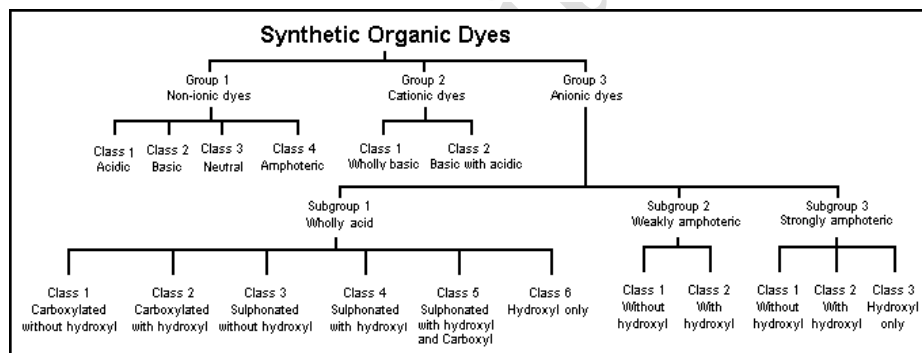 Synthetic Organic Dyes
Group 1
Non-ionic dyes
Group 2
Cationic dyes
Group 3
Anionic dyes
Class 1
Acidic
Class 2
Basic
Class 3
Neutral
Class 4
Amphoteric
Class 1
Wholly basic
Class 2
Basic with acidic
Subgroup 1
Wholly acid
Subgroup 2
Weakly amphoteric
Subgroup 3
Strongly amphoteric
Class 1
Carboxylated
without hydroxyl
Class 2
Carboxylated
with hydroxyl
Class 3
Sulphonated
without hydroxyl
Class 4
Sulphonated
with hydroxyl
Class 5
Sulphonated
with hydroxyl
and Carboxyl
Class 6
Hydroxyl only
Class 1
Without
hydroxyl
Class 2
With
hydroxyl
Class 1
Without
hydroxyl
Class 2
With
hydroxyl
Class 3
Hydroxyl
only